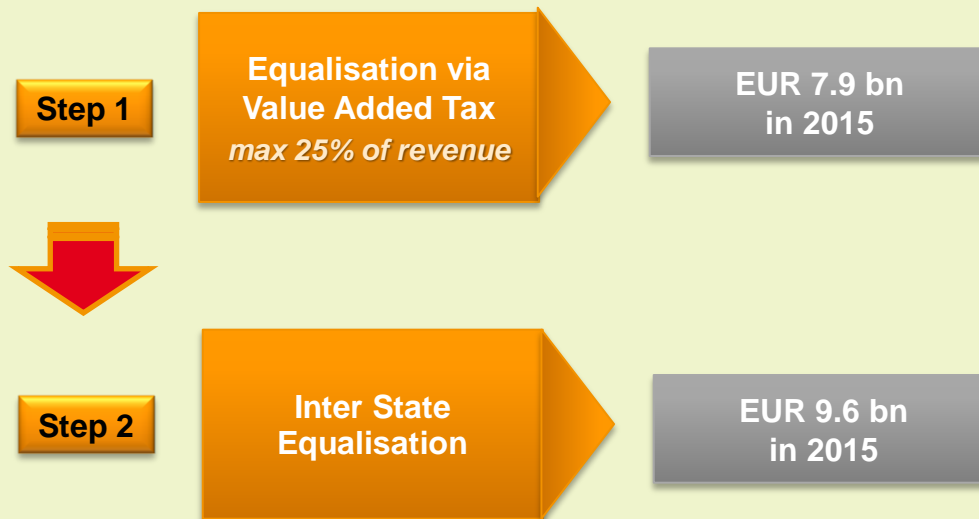 Step 1
Equalisation via
Value Added Tax
max 25% of revenue
EUR 7.9 bn
in 2015
Step 2
Inter State
Equalisation
EUR 9.6 bn
in 2015